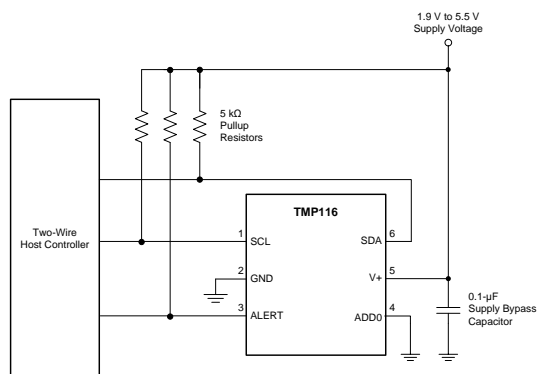 1.9 V to 5.5 V
Supply Voltage
5 kΩ
Pullup
Resistors
Two-Wire
Host Controller
TMP116
1 SCL
SDA 6
2 GND
V+ 5
3 ALERT
ADD0 4
0.1-µF
Supply Bypass
Capacitor